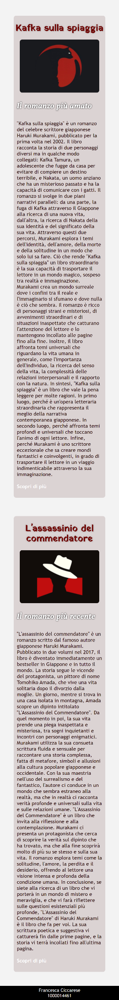 Kafka sulla spiaggia
Il romanzo più amato
"Kafka sulla spiaggia" è un romanzo
del celebre scrittore giapponese
Haruki Murakami, pubblicato per la
prima volta nel 2002. Il libro
racconta la storia di due personaggi
diversi ma in qualche modo
collegati: Kafka Tamura, un
adolescente che fugge da casa per
evitare di compiere un destino
terribile, e Nakata, un uomo anziano
che ha un misterioso passato e ha la
capacità di comunicare con i gatti. Il
romanzo si svolge in due piani
narrativi paralleli: da una parte, la
fuga di Kafka attraverso il Giappone
alla ricerca di una nuova vita,
dall'altra, la ricerca di Nakata della
sua identità e del significato della
sua vita. Attraverso questi due
percorsi, Murakami esplora i temi
dell'identità, dell'amore, della morte
e della solitudine in un modo che
solo lui sa fare. Ciò che rende "Kafka
sulla spiaggia" un libro straordinario
è la sua capacità di trasportare il
lettore in un mondo magico, sospeso
tra realtà e immaginazione.
Murakami crea un mondo surreale
dove i confini tra il reale e
l'immaginario si sfumano e dove nulla
è ciò che sembra. Il romanzo è ricco
di personaggi strani e misteriosi, di
avvenimenti straordinari e di
situazioni inaspettate che catturano
l'attenzione del lettore e lo
mantengono incollato alle pagine
fino alla fine. Inoltre, il libro
affronta temi universali che
riguardano la vita umana in
generale, come l'importanza
dell'individuo, la ricerca del senso
della vita, la complessità delle
relazioni interpersonali e il rapporto
con la natura. In sintesi, "Kafka sulla
spiaggia" è un libro che vale la pena
leggere per molte ragioni. In primo
luogo, perché è un'opera letteraria
straordinaria che rappresenta il
meglio della narrativa
contemporanea giapponese. In
secondo luogo, perché affronta temi
profondi e universali che toccano
l'animo di ogni lettore. Infine,
perché Murakami è uno scrittore
eccezionale che sa creare mondi
fantastici e coinvolgenti, in grado di
trasportare il lettore in un viaggio
indimenticabile attraverso la sua
immaginazione.
Scopri di più
L'assassinio del
commendatore
Il romanzo più recente
"L'assassinio del commendatore" è un
romanzo scritto dal famoso autore
giapponese Haruki Murakami.
Pubblicato in due volumi nel 2017, il
libro è diventato immediatamente un
bestseller in Giappone e in tutto il
mondo. La storia segue le vicende
del protagonista, un pittore di nome
Tomohiko Amada, che vive una vita
solitaria dopo il divorzio dalla
moglie. Un giorno, mentre si trova in
una casa isolata in montagna, Amada
scopre un dipinto intitolato
"L'Assassinio del Commendatore". Da
quel momento in poi, la sua vita
prende una piega inaspettata e
misteriosa, tra sogni inquietanti e
incontri con personaggi enigmatici.
Murakami utilizza la sua consueta
scrittura fluida e sensuale per
raccontare una storia complessa,
fatta di metafore, simboli e allusioni
alla cultura popolare giapponese e
occidentale. Con la sua maestria
nell'uso del surrealismo e del
fantastico, l'autore ci conduce in un
mondo che sembra estraneo alla
realtà, ma che in realtà ci racconta
verità profonde e universali sulla vita
e sulle relazioni umane. "L'Assassinio
del Commendatore" è un libro che
invita alla riflessione e alla
contemplazione. Murakami ci
presenta un protagonista che cerca
di scoprire la verità sul dipinto che
ha trovato, ma che alla fine scoprirà
molto di più su se stesso e sulla sua
vita. Il romanzo esplora temi come la
solitudine, l'amore, la perdita e il
desiderio, offrendo al lettore una
visione intensa e profonda della
condizione umana. In conclusione, se
siete alla ricerca di un libro che vi
porterà in un mondo di mistero e
meraviglia, e che vi farà riflettere
sulle questioni esistenziali più
profonde, "L'Assassinio del
Commendatore" di Haruki Murakami
è il libro che fa per voi. La sua
scrittura poetica e suggestiva vi
catturerà fin dalle prime pagine, e la
storia vi terrà incollati fino all'ultima
pagina.
Scopri di più
Francesca Ciccarese
1000014461